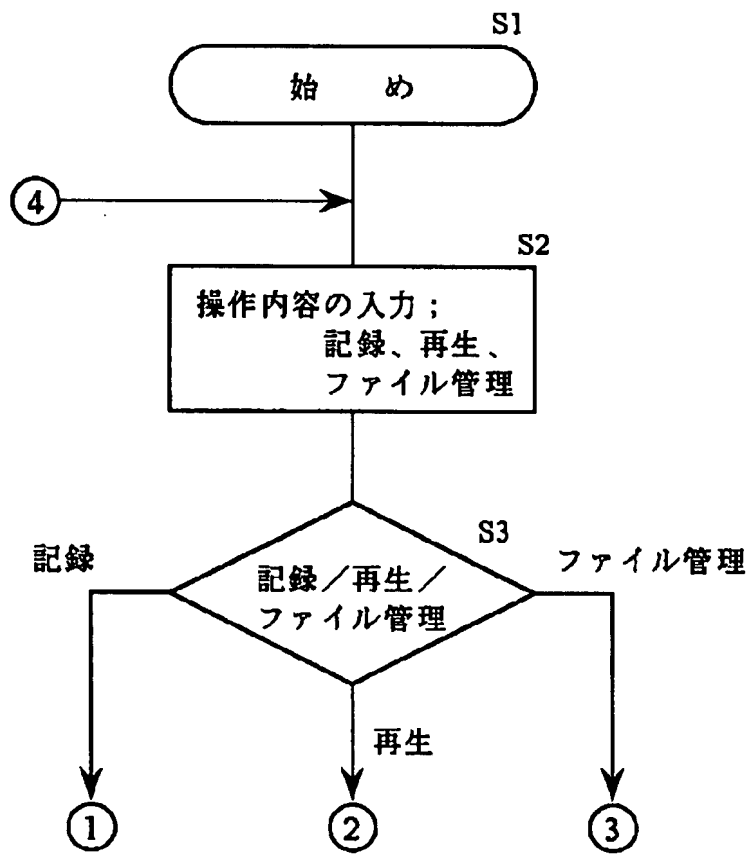 S1
始　め
4
S2
操作内容の入力；
記録、再生、
ファイル管理
S3
記録
ファイル管理
記録／再生／
ファイル管理
再生
1
2
3